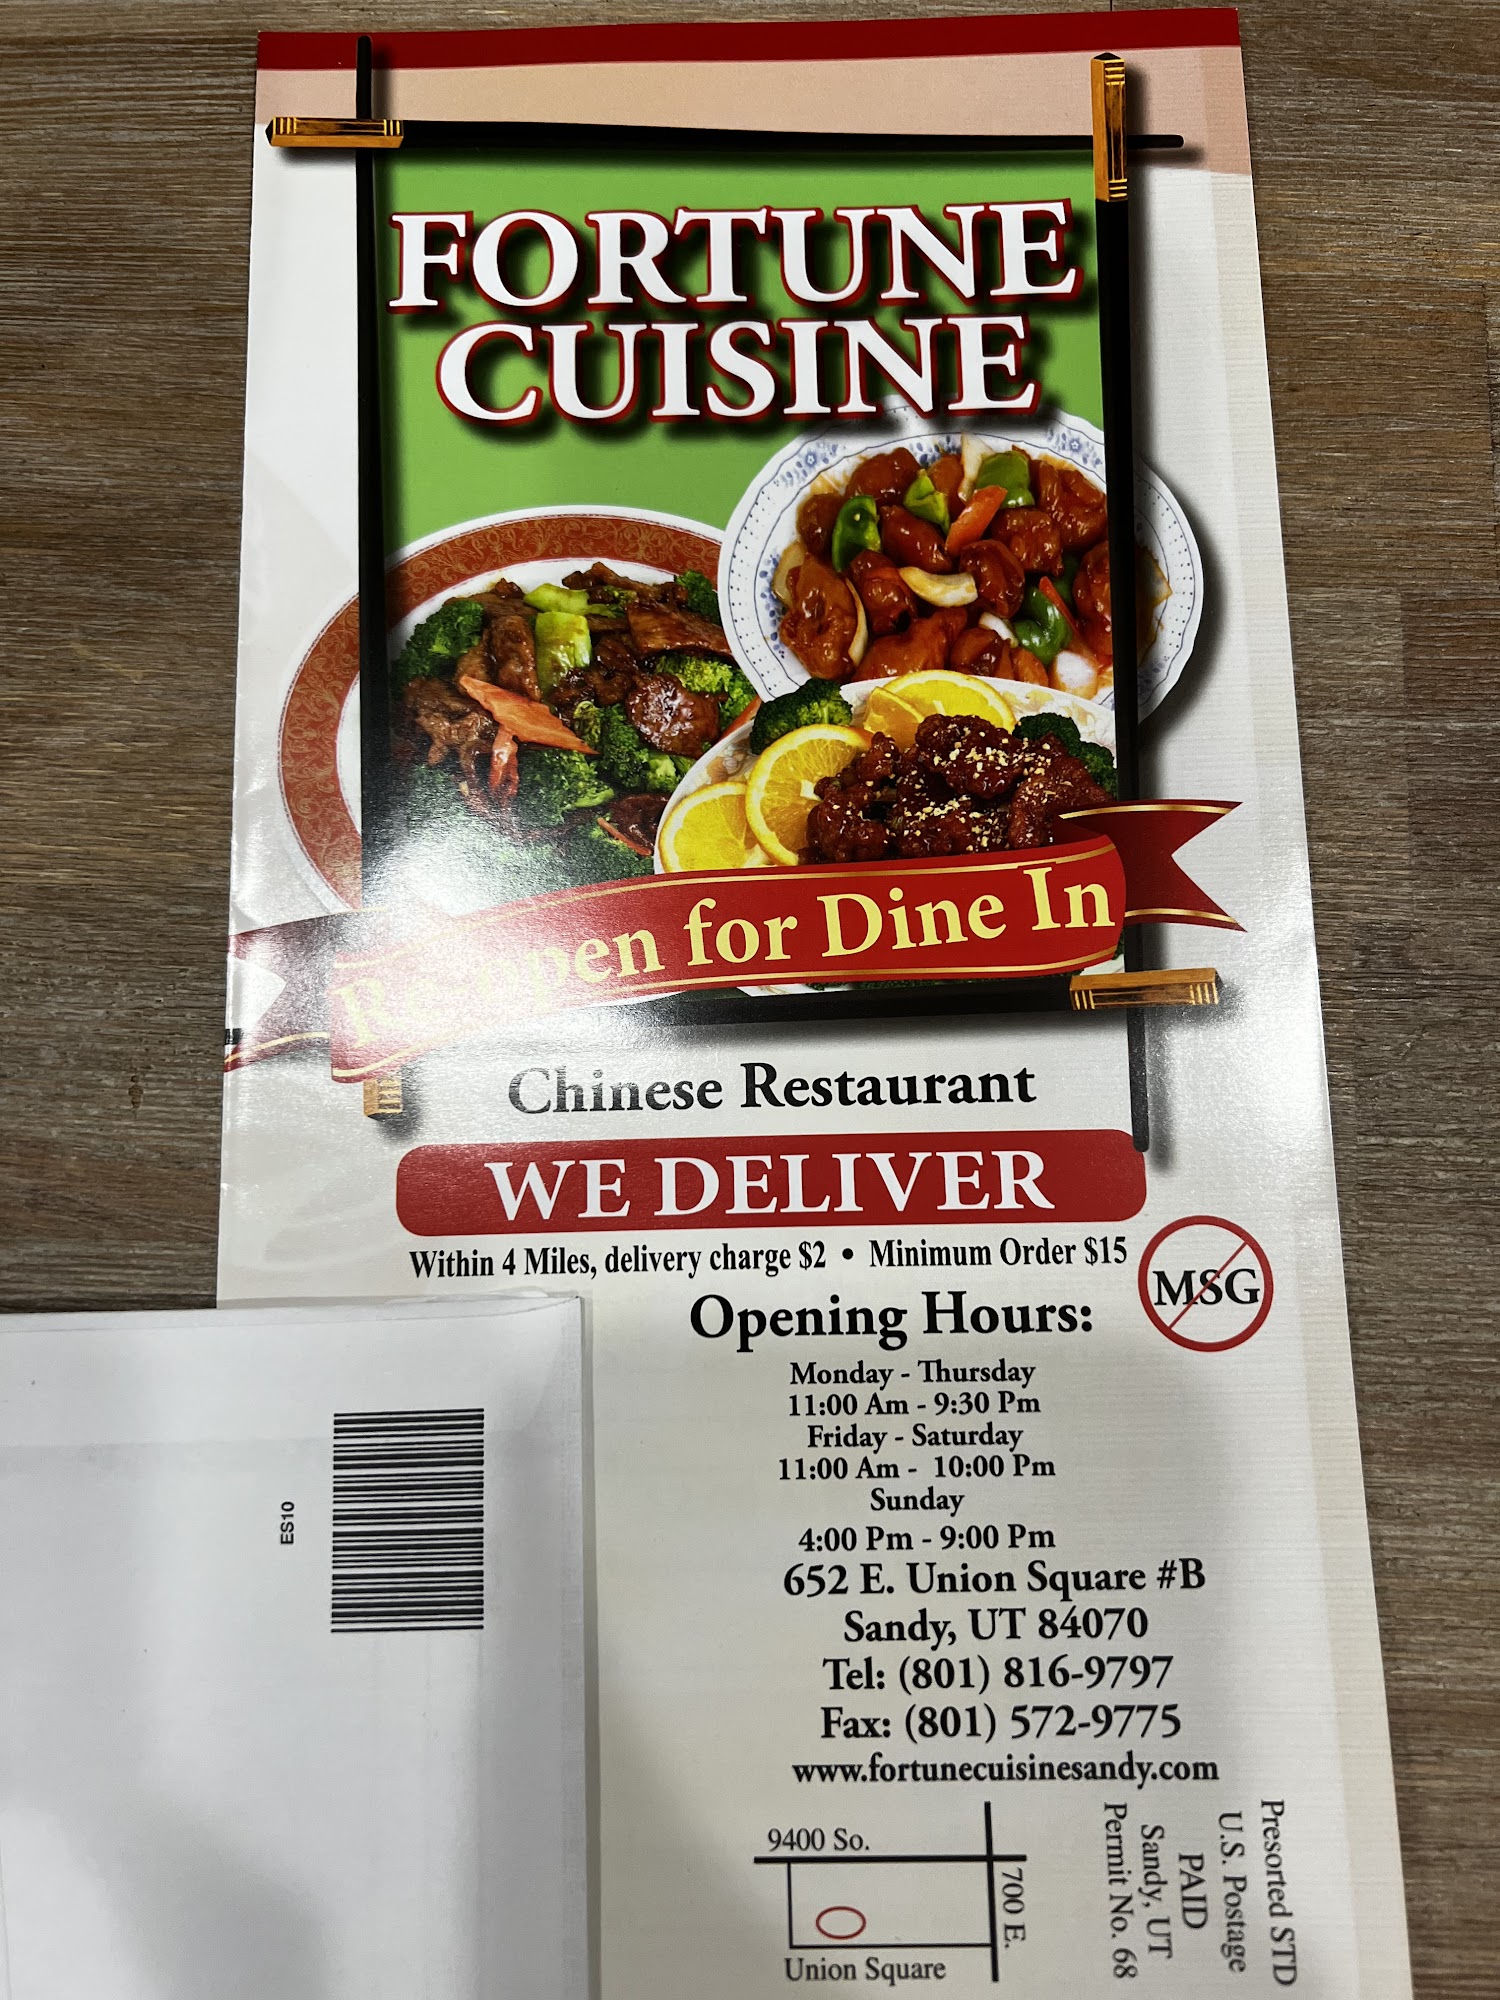 FORTUNE
CUISINE
Re-open for Dine In
Chinese Restaurant
WE DELIVER
Within 4 Miles, delivery charge $2 • Minimum Order $15
MSG
Opening Hours:
Monday - Thursday
11:00 Am - 9:30 Pm
Friday - Saturday
11:00 Am - 10:00 Pm
Sunday
4:00 Pm - 9:00 Pm
652 E. Union Square #B
Sandy, UT 84070
Tel: (801) 816-9797
Fax: (801) 572-9775
www.fortunecuisinesandy.com
9400 So.
700 E.
Union Square
Presorted STD
U.S. Postage
PAID
Sandy, UT
Permit No. 68
ES10